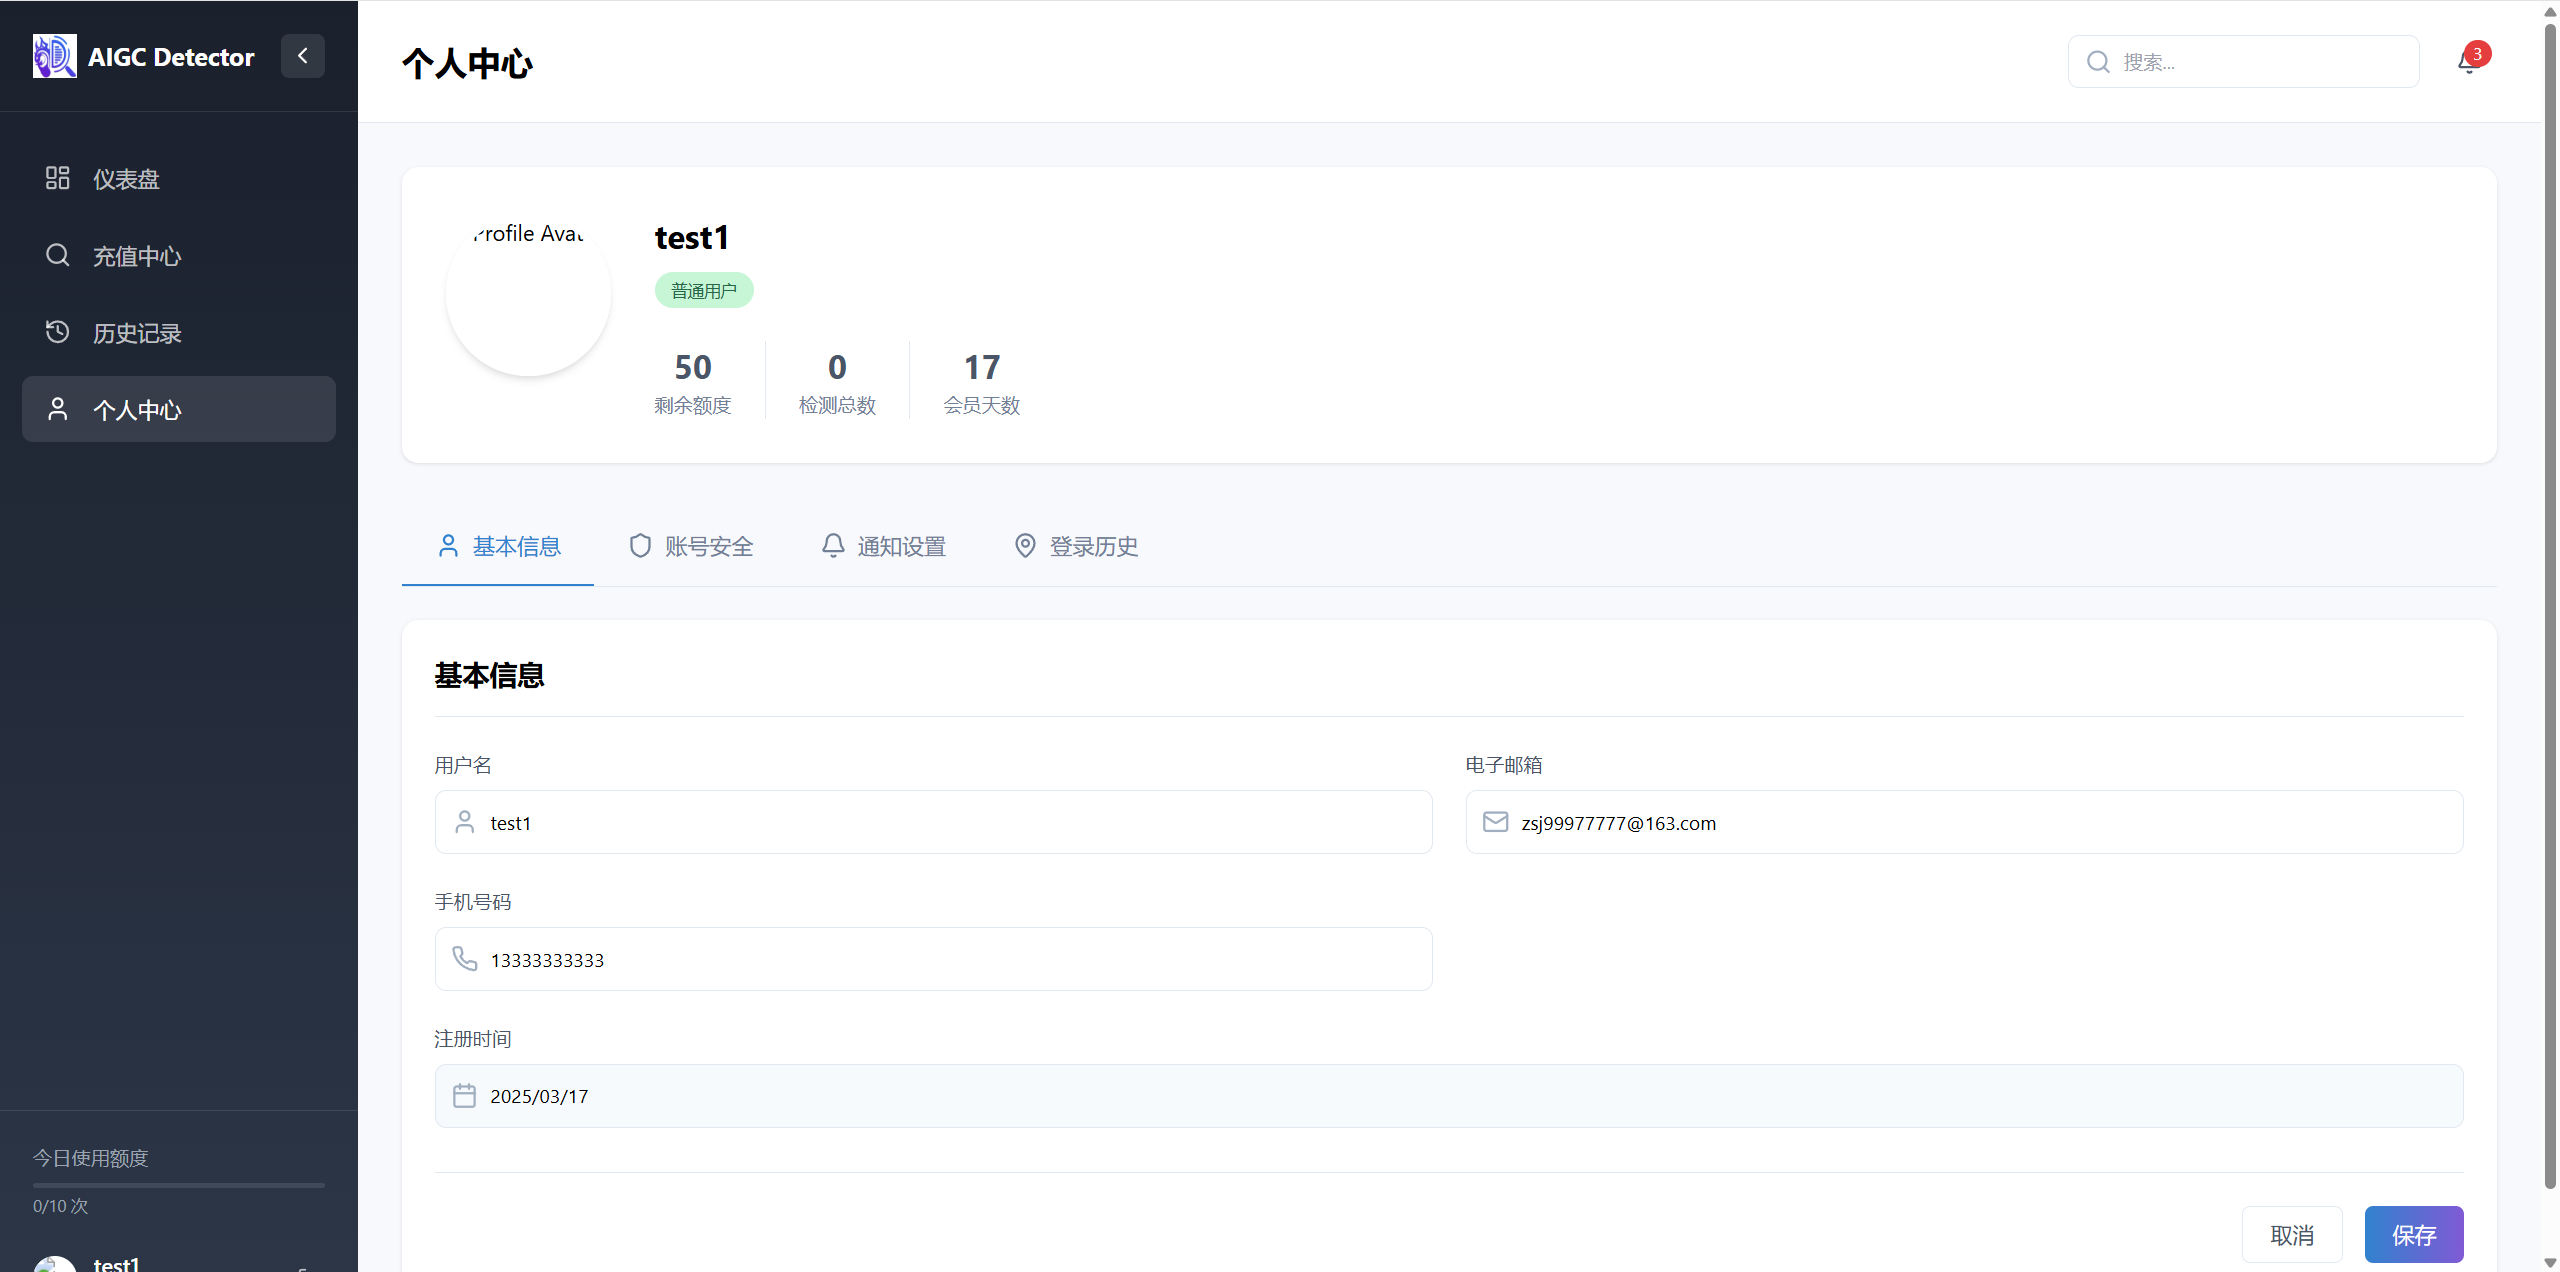 AIGC Detector
仪表盘
充值中心
历史记录
个人中心
今日使用额度
0/10 次
test1
个人中心
搜索...
3
Profile Avat
test1
普通用户
50
剩余额度
0
检测总数
17
会员天数
基本信息
账号安全
通知设置
登录历史
基本信息
用户名
test1
电子邮箱
zsj99977777@163.com
手机号码
13333333333
注册时间
2025/03/17
取消
保存